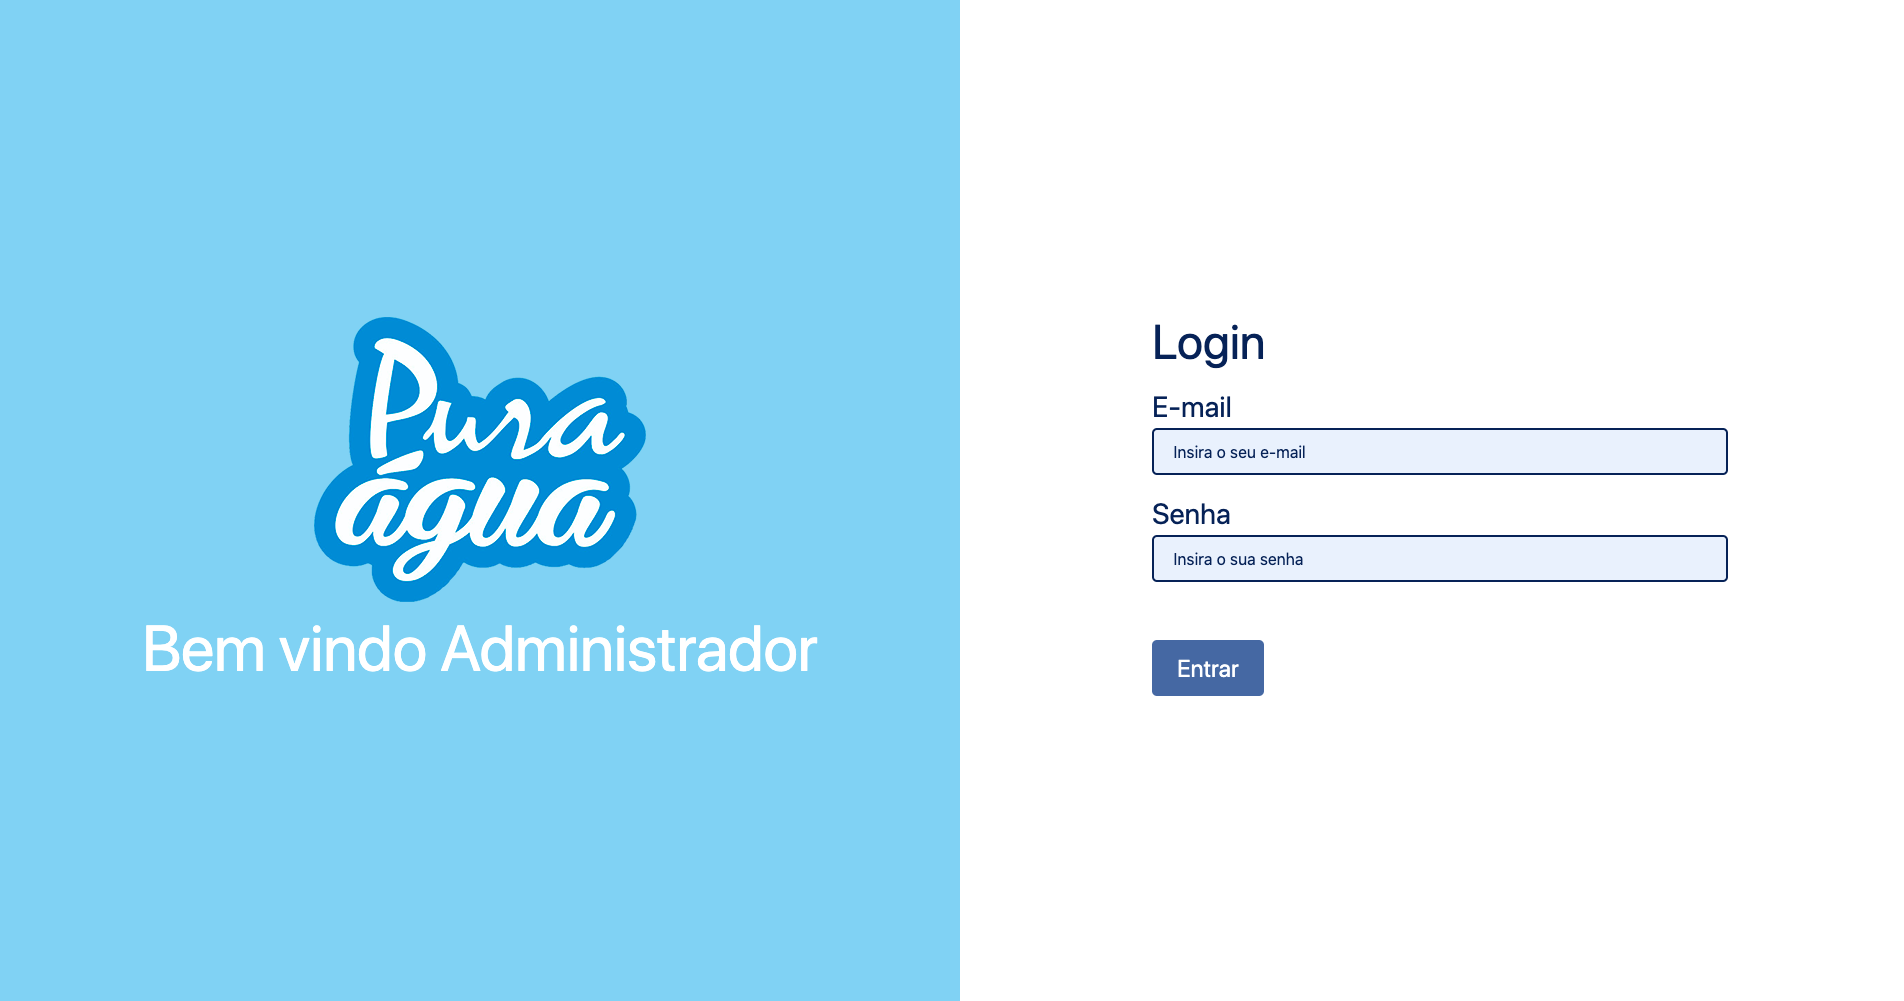 Pura
água
Bem vindo Administrador
Login
E-mail
Insira o seu e-mail
Senha
Insira o sua senha
Entrar